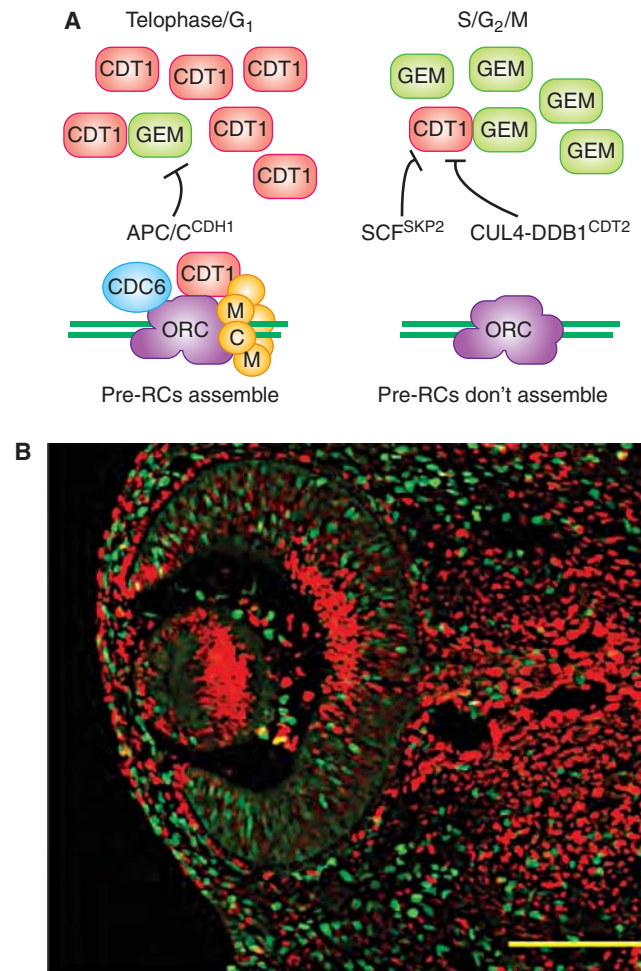 A
Telophase/G₁
S/G₂/M
CDT1
CDT1
CDT1
CDT1
GEM
CDT1
CDT1
GEM
GEM
GEM
CDT1
GEM
GEM
APC/Cᶜᴰᴴ¹
SCFˢᴷᴾ²
CUL4-DDB1ᶜᴰᵀ²
CDC6
CDT1
ORC
M
C
M
ORC
Pre-RCs assemble
Pre-RCs don't assemble
B